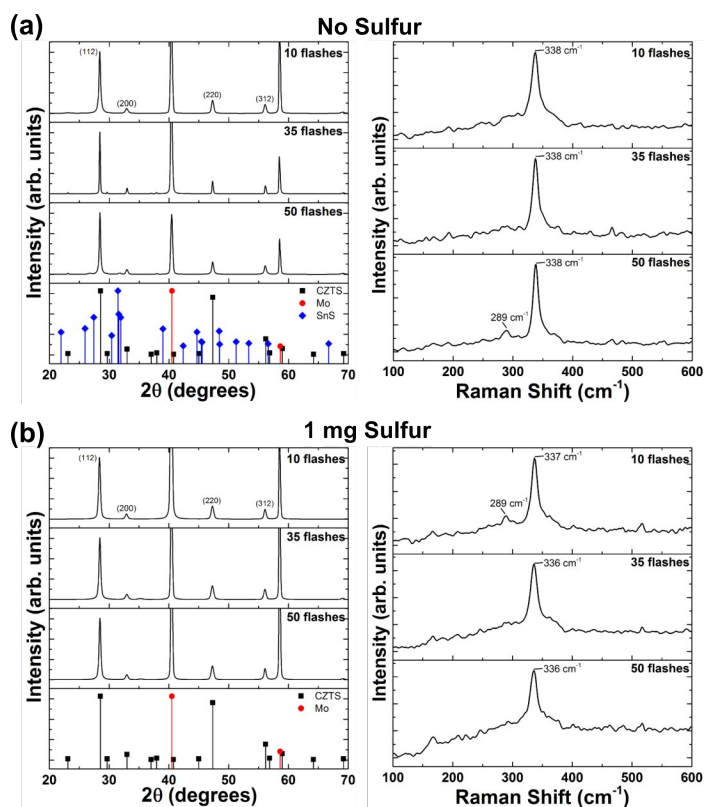 (a)
No Sulfur
10 flashes
(112)
(200)
(220)
(312)
35 flashes
50 flashes
CZTS
Mo
SnS
Intensity (arb. units)
10 20 30 40 50 60 70
2θ (degrees)
338 cm⁻¹
10 flashes
338 cm⁻¹
35 flashes
338 cm⁻¹
50 flashes
289 cm⁻¹
Intensity (arb. units)
100 200 300 400 500 600
Raman Shift (cm⁻¹)
(b)
1 mg Sulfur
10 flashes
(112)
(200)
(220)
(312)
35 flashes
50 flashes
CZTS
Mo
Intensity (arb. units)
10 20 30 40 50 60 70
2θ (degrees)
337 cm⁻¹
10 flashes
289 cm⁻¹
336 cm⁻¹
35 flashes
336 cm⁻¹
50 flashes
Intensity (arb. units)
100 200 300 400 500 600
Raman Shift (cm⁻¹)